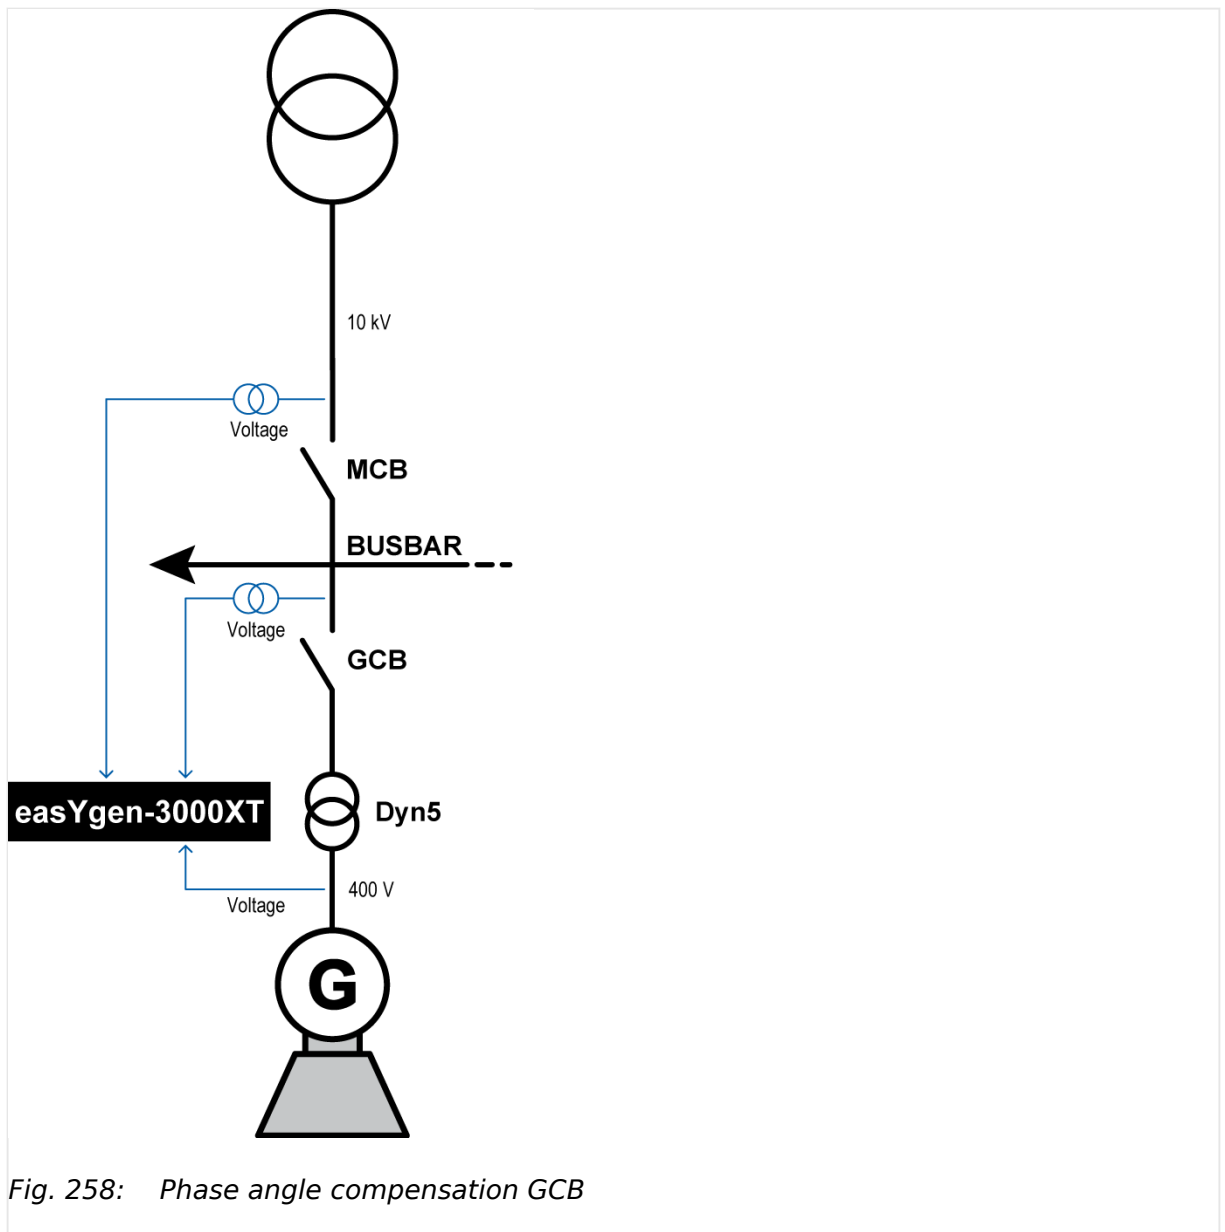 10 kV
Voltage
MCB
BUSBAR
Voltage
GCB
easYgen-3000XT
Dyn5
400 V
Voltage
G
Fig. 258: Phase angle compensation GCB